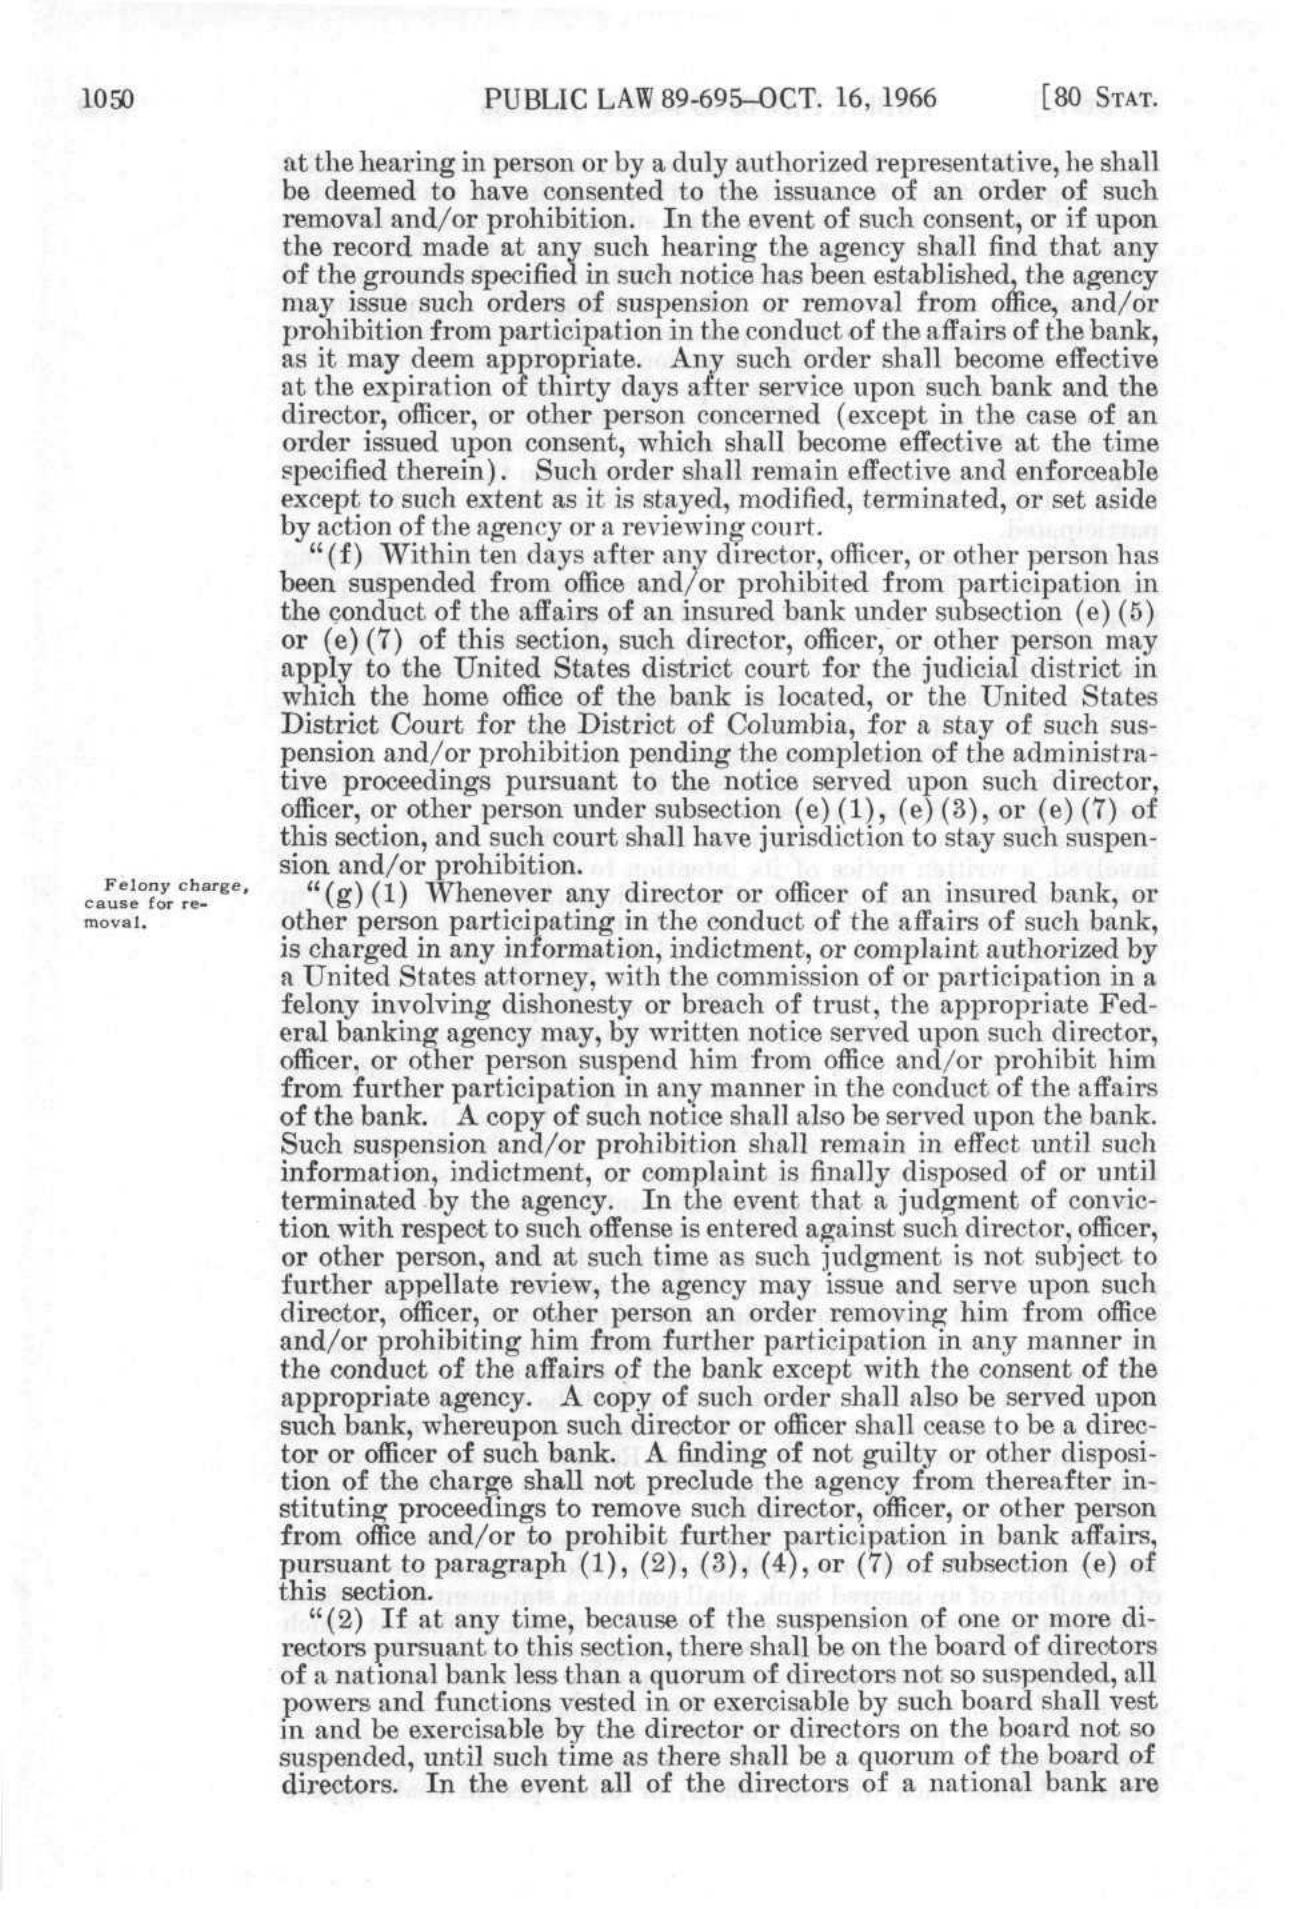 1050
PUBLIC LAW 89-695—OCT. 16, 1966
[80 STAT.
at the hearing in person or by a duly authorized representative, he shall
be deemed to have consented to the issuance of an order of such
removal and/or prohibition. In the event of such consent, or if upon
the record made at any such hearing the agency shall find that any
of the grounds specified in such notice has been established, the agency
may issue such orders of suspension or removal from office, and/or
prohibition from participation in the conduct of the affairs of the bank,
as it may deem appropriate. Any such order shall become effective
at the expiration of thirty days after service upon such bank and the
director, officer, or other person concerned (except in the case of an
order issued upon consent, which shall become effective at the time
specified therein). Such order shall remain effective and enforceable
except to such extent as it is stayed, modified, terminated, or set aside
by action of the agency or a reviewing court.
“(f) Within ten days after any director, officer, or other person has
been suspended from office and/or prohibited from participation in
the conduct of the affairs of an insured bank under subsection (e) (5)
or (e) (7) of this section, such director, officer, or other person may
apply to the United States district court for the judicial district in
which the home office of the bank is located, or the United States
District Court for the District of Columbia, for a stay of such sus-
pension and/or prohibition pending the completion of the administra-
tive proceedings pursuant to the notice served upon such director,
officer, or other person under subsection (e) (1), (e) (3), or (e) (7) of
this section, and such court shall have jurisdiction to stay such suspen-
sion and/or prohibition.
Felony charge,
cause for re-
moval.
“(g) (1) Whenever any director or officer of an insured bank, or
other person participating in the conduct of the affairs of such bank,
is charged in any information, indictment, or complaint authorized by
a United States attorney, with the commission of or participation in a
felony involving dishonesty or breach of trust, the appropriate Fed-
eral banking agency may, by written notice served upon such director,
officer, or other person suspend him from office and/or prohibit him
from further participation in any manner in the conduct of the affairs
of the bank. A copy of such notice shall also be served upon the bank.
Such suspension and/or prohibition shall remain in effect until such
information, indictment, or complaint is finally disposed of or until
terminated by the agency. In the event that a judgment of convic-
tion with respect to such offense is entered against such director, officer,
or other person, and at such time as such judgment is not subject to
further appellate review, the agency may issue and serve upon such
director, officer, or other person an order removing him from office
and/or prohibiting him from further participation in any manner in
the conduct of the affairs of the bank except with the consent of the
appropriate agency. A copy of such order shall also be served upon
such bank, whereupon such director or officer shall cease to be a direc-
tor or officer of such bank. A finding of not guilty or other disposi-
tion of the charge shall not preclude the agency from thereafter in-
stituting proceedings to remove such director, officer, or other person
from office and/or to prohibit further participation in bank affairs,
pursuant to paragraph (1), (2), (3), (4), or (7) of subsection (e) of
this section.
“(2) If at any time, because of the suspension of one or more di-
rectors pursuant to this section, there shall be on the board of directors
of a national bank less than a quorum of directors not so suspended, all
powers and functions vested in or exercisable by such board shall vest
in and be exercisable by the director or directors on the board not so
suspended, until such time as there shall be a quorum of the board of
directors. In the event all of the directors of a national bank are